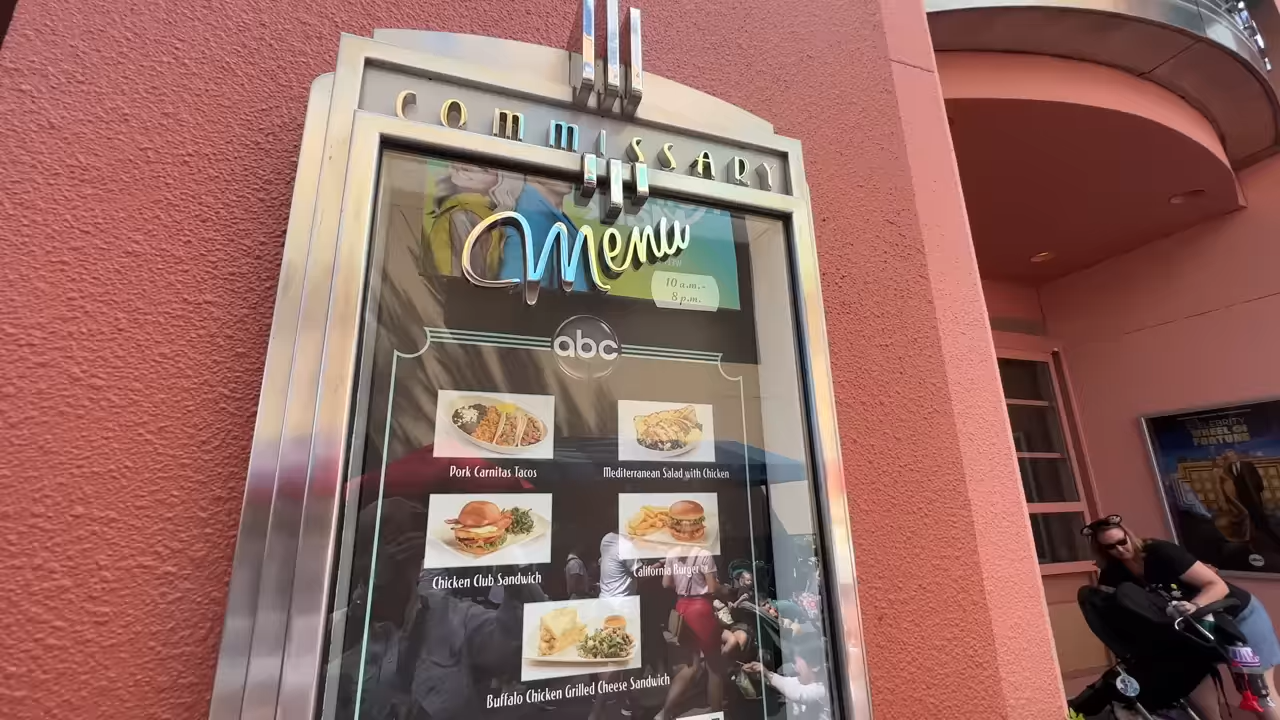 COMMISSARY
Menu
10 a.m.-
8 p.m.
abc
Pork Carnitas Tacos
Mediterranean Salad with Chicken
Chicken Club Sandwich
California Burger
Buffalo Chicken Grilled Cheese Sandwich
CELEBRITY
WHEEL OF
FORTUNE
abc